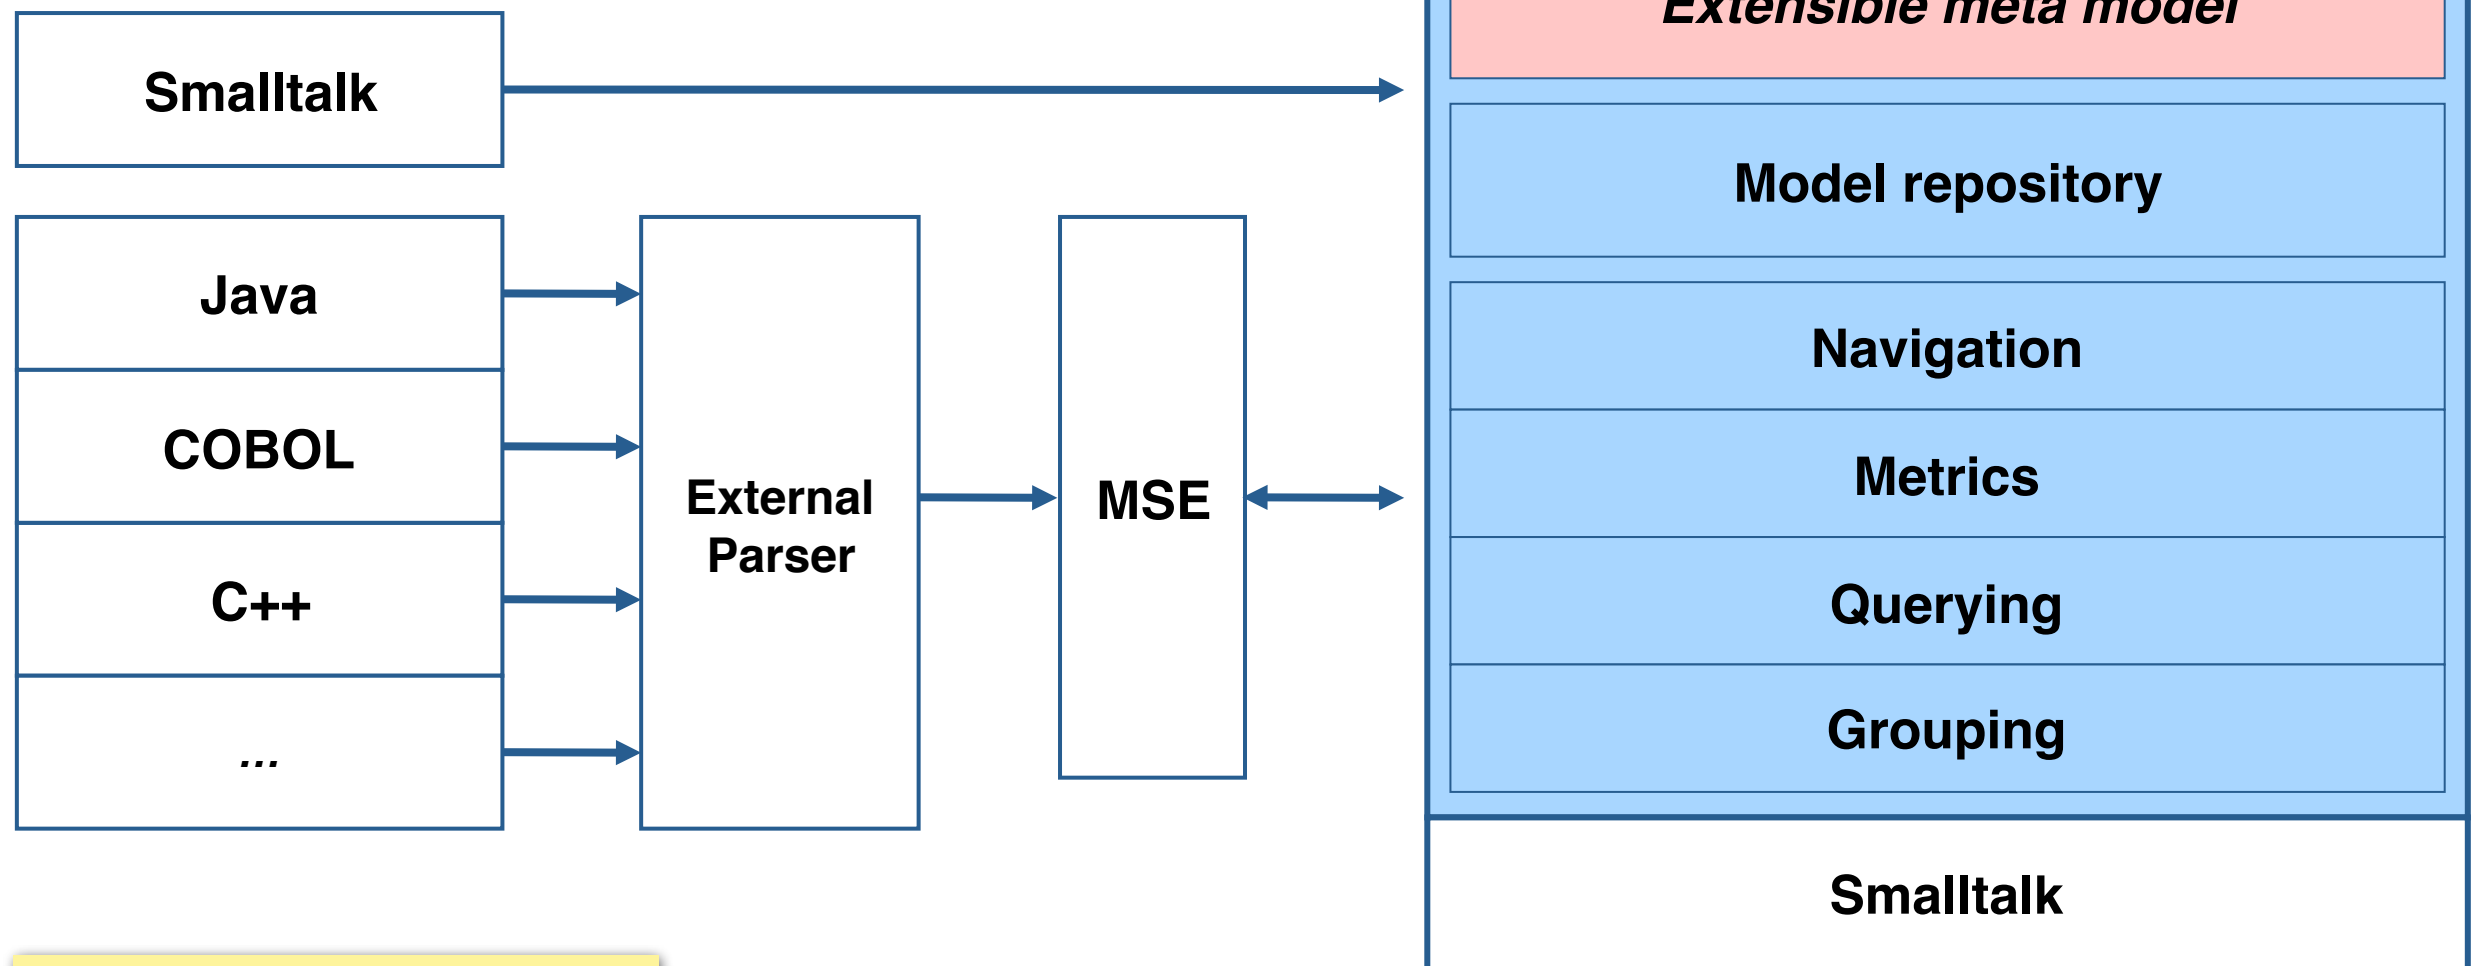 Extensible meta model
Smalltalk
Model repository
Java
Navigation
COBOL
Metrics
External
Parser
MSE
C++
Querying
...
Grouping
Smalltalk